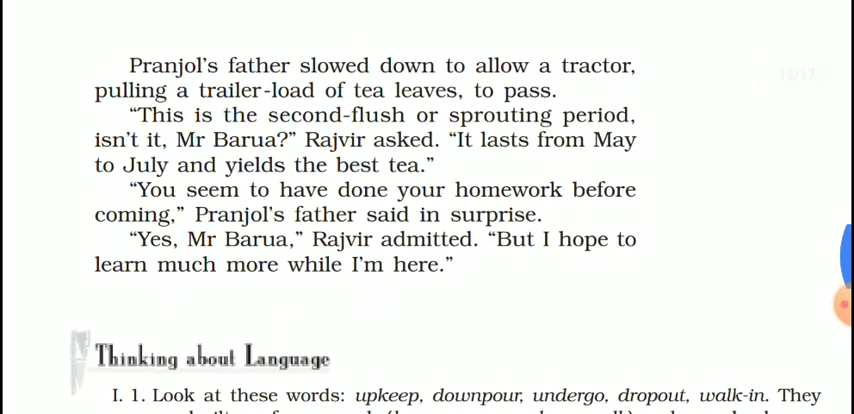 Pranjol’s father slowed down to allow a tractor,
pulling a trailer-load of tea leaves, to pass.
“This is the second-flush or sprouting period,
isn’t it, Mr Barua?” Rajvir asked. “It lasts from May
to July and yields the best tea.”
“You seem to have done your homework before
coming,” Pranjol’s father said in surprise.
“Yes, Mr Barua,” Rajvir admitted. “But I hope to
learn much more while I’m here.”
12/17
Thinking about Language
I. 1. Look at these words: upkeep, downpour, undergo, dropout, walk-in. They